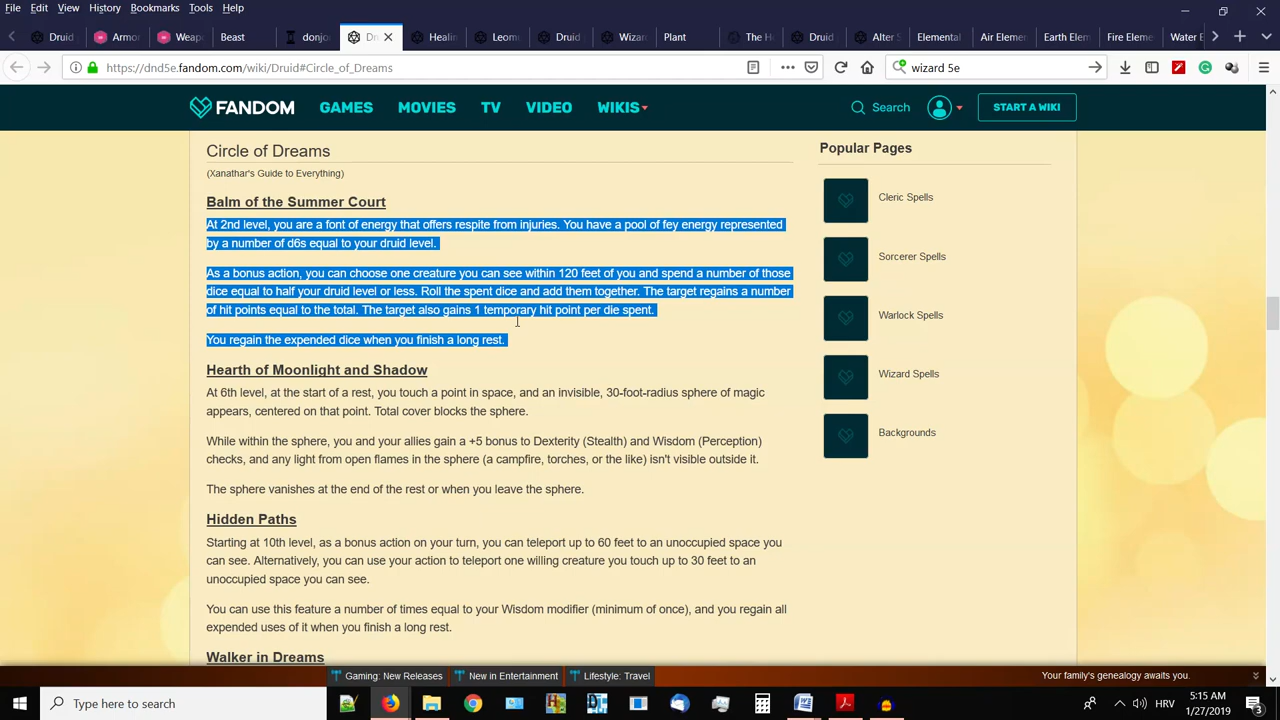 File Edit View History Bookmarks Tools Help
Druid
Armor
Weap
Beast
donjo
Dr
Healin
Leom
Druid
Wizar
Plant
The H
Druid
Alter S
Elemental
Air Elem
Earth Elem
Fire Eleme
Water E
https://dnd5e.fandom.com/wiki/Druid#Circle_of_Dreams
wizard 5e
FANDOM GAMES MOVIES TV VIDEO WIKIS Search START A WIKI
Circle of Dreams
(Xanathar's Guide to Everything)
Balm of the Summer Court
At 2nd level, you are a font of energy that offers respite from injuries. You have a pool of fey energy represented
by a number of d6s equal to your druid level.
As a bonus action, you can choose one creature you can see within 120 feet of you and spend a number of those
dice equal to half your druid level or less. Roll the spent dice and add them together. The target regains a number
of hit points equal to the total. The target also gains 1 temporary hit point per die spent.
You regain the expended dice when you finish a long rest.
Hearth of Moonlight and Shadow
At 6th level, at the start of a rest, you touch a point in space, and an invisible, 30-foot-radius sphere of magic
appears, centered on that point. Total cover blocks the sphere.
While within the sphere, you and your allies gain a +5 bonus to Dexterity (Stealth) and Wisdom (Perception)
checks, and any light from open flames in the sphere (a campfire, torches, or the like) isn't visible outside it.
The sphere vanishes at the end of the rest or when you leave the sphere.
Hidden Paths
Starting at 10th level, as a bonus action on your turn, you can teleport up to 60 feet to an unoccupied space you
can see. Alternatively, you can use your action to teleport one willing creature you touch up to 30 feet to an
unoccupied space you can see.
You can use this feature a number of times equal to your Wisdom modifier (minimum of once), and you regain all
expended uses of it when you finish a long rest.
Walker in Dreams
Popular Pages
Cleric Spells
Sorcerer Spells
Warlock Spells
Wizard Spells
Backgrounds
Gaming: New Releases
New in Entertainment
Lifestyle: Travel
Your family's genealogy awaits you.
Type here to search
HRV
5:15 AM
1/27/2019
3